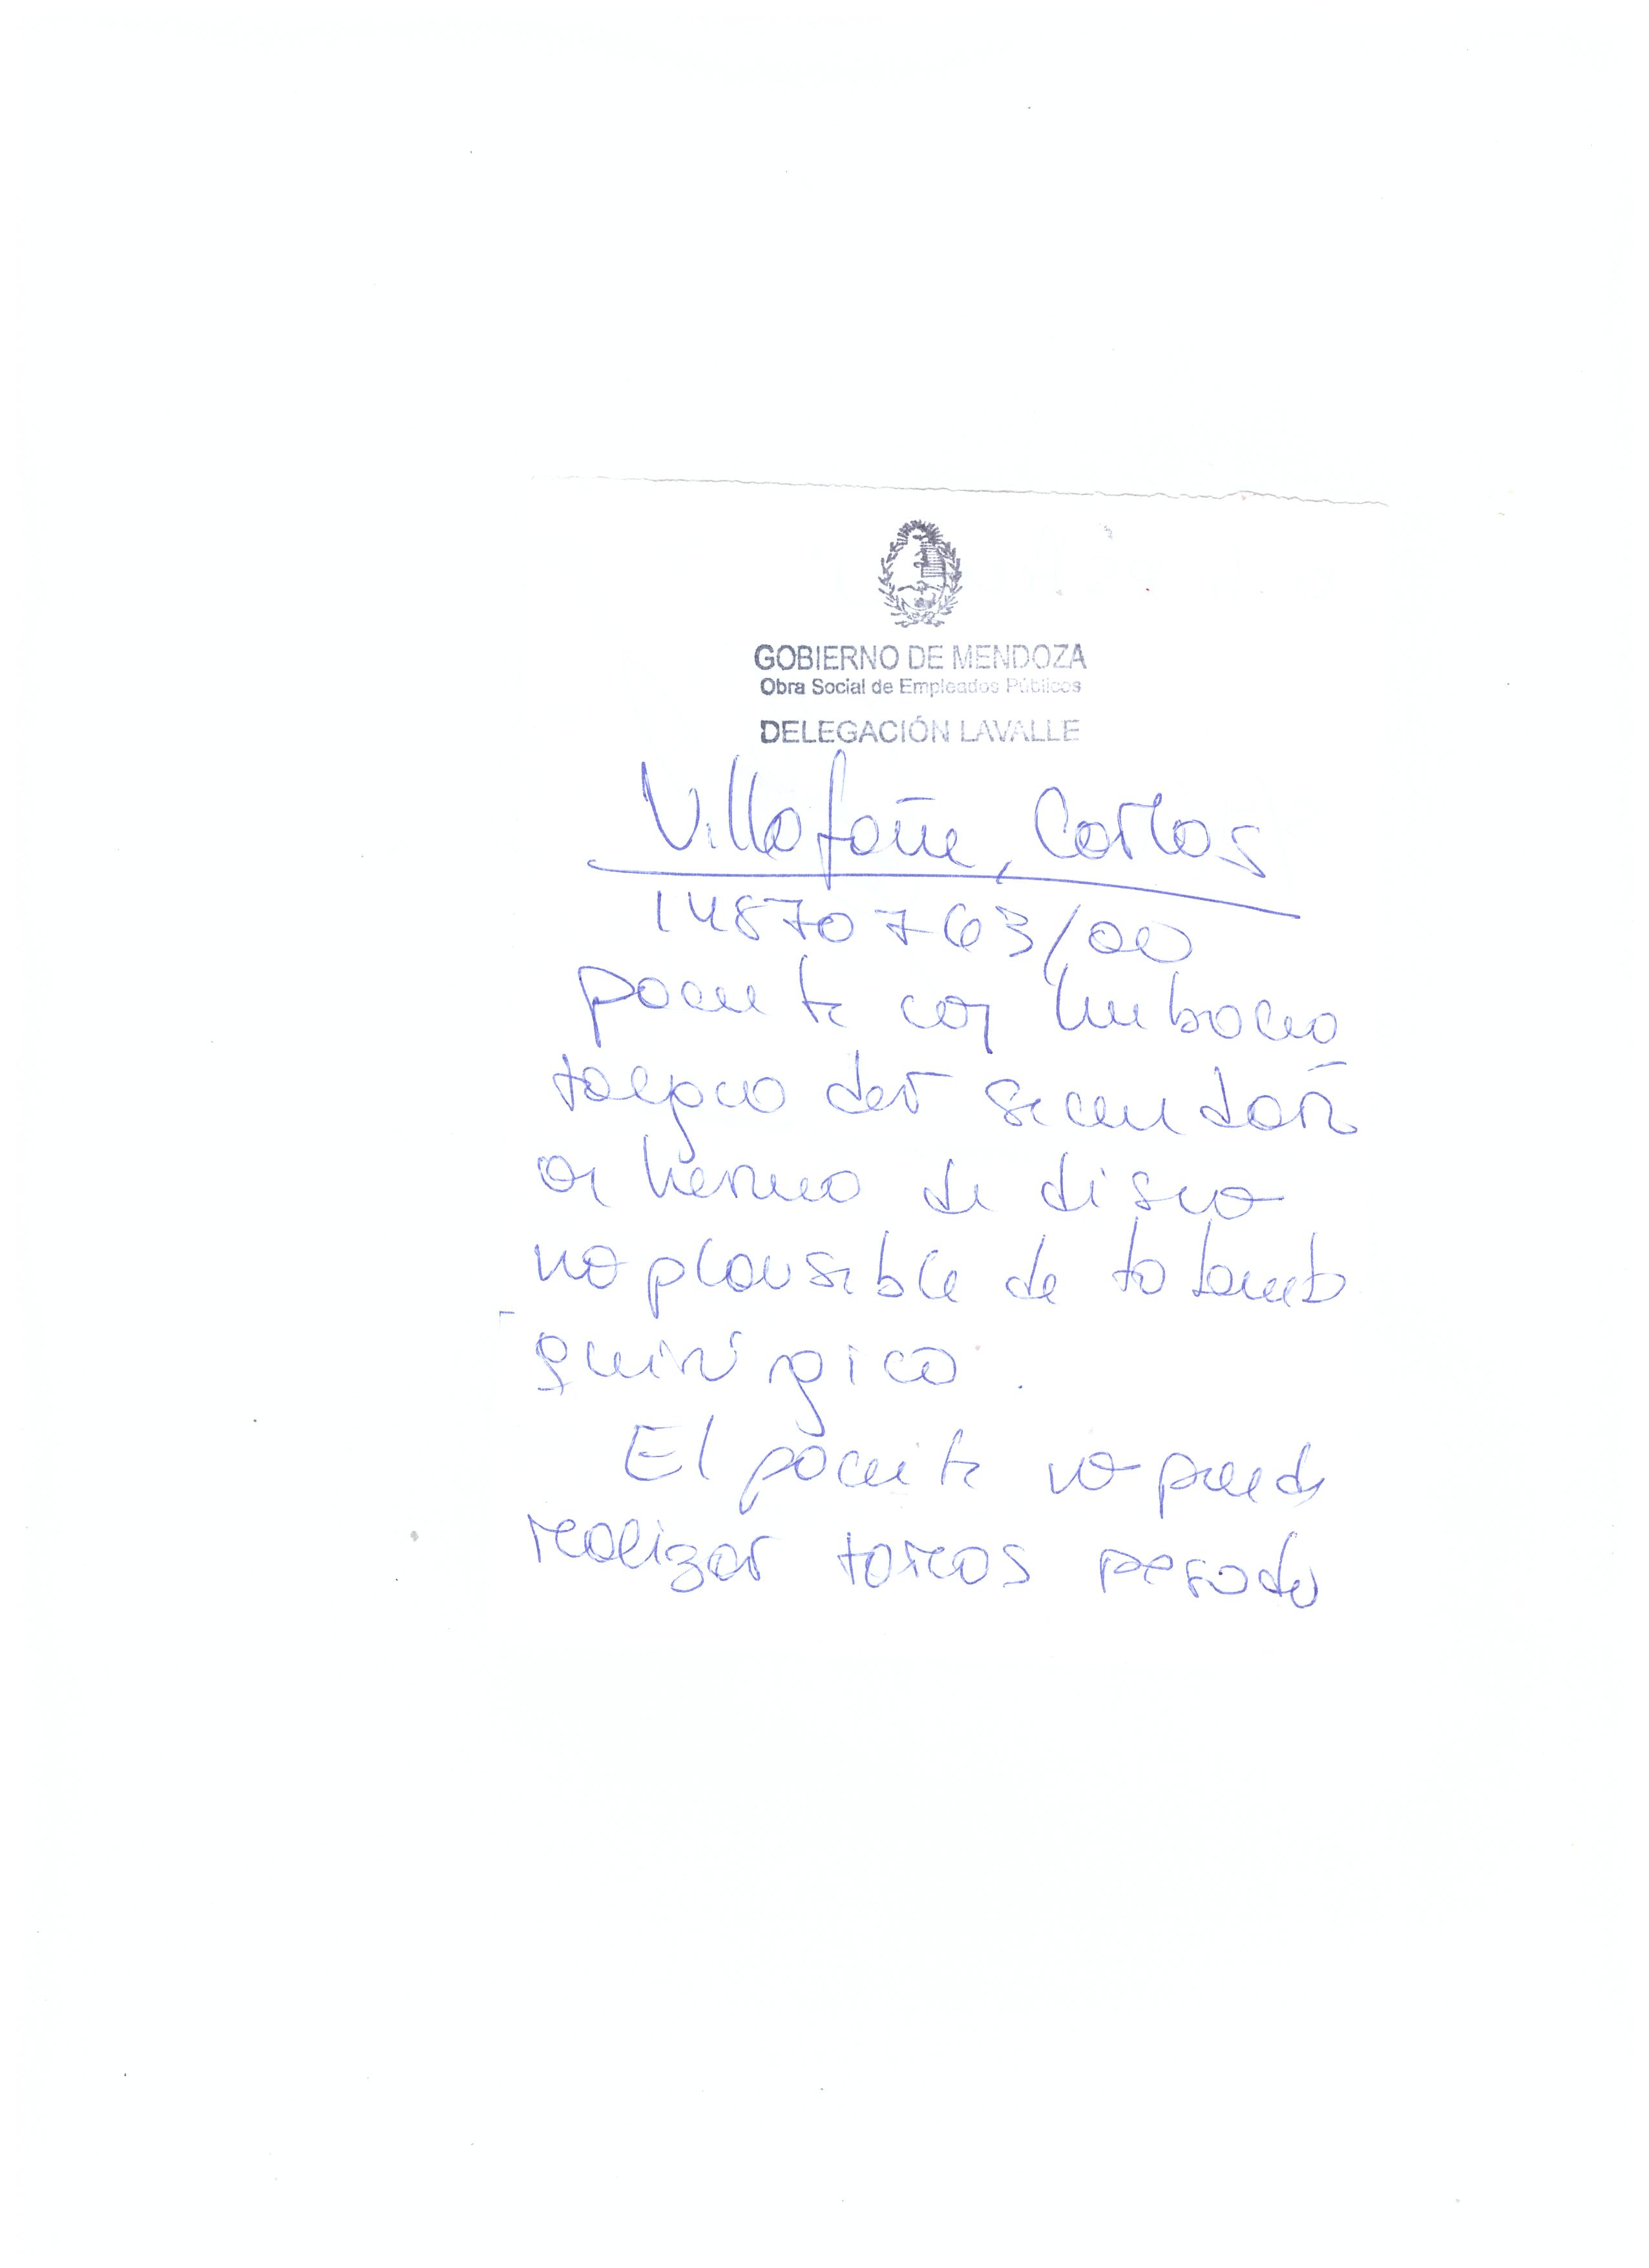 GOBIERNO DE MENDOZA
Obra Social de Empleados Públicos
DELEGACIÓN LAVALLE
Villafañe, Carlos
14870763/00
paciente con lumbocia
der secundari
a hernia de disco
no plausible de tratamiento
quirúrgico.
El paciente no puede
realizar tareas pesadas